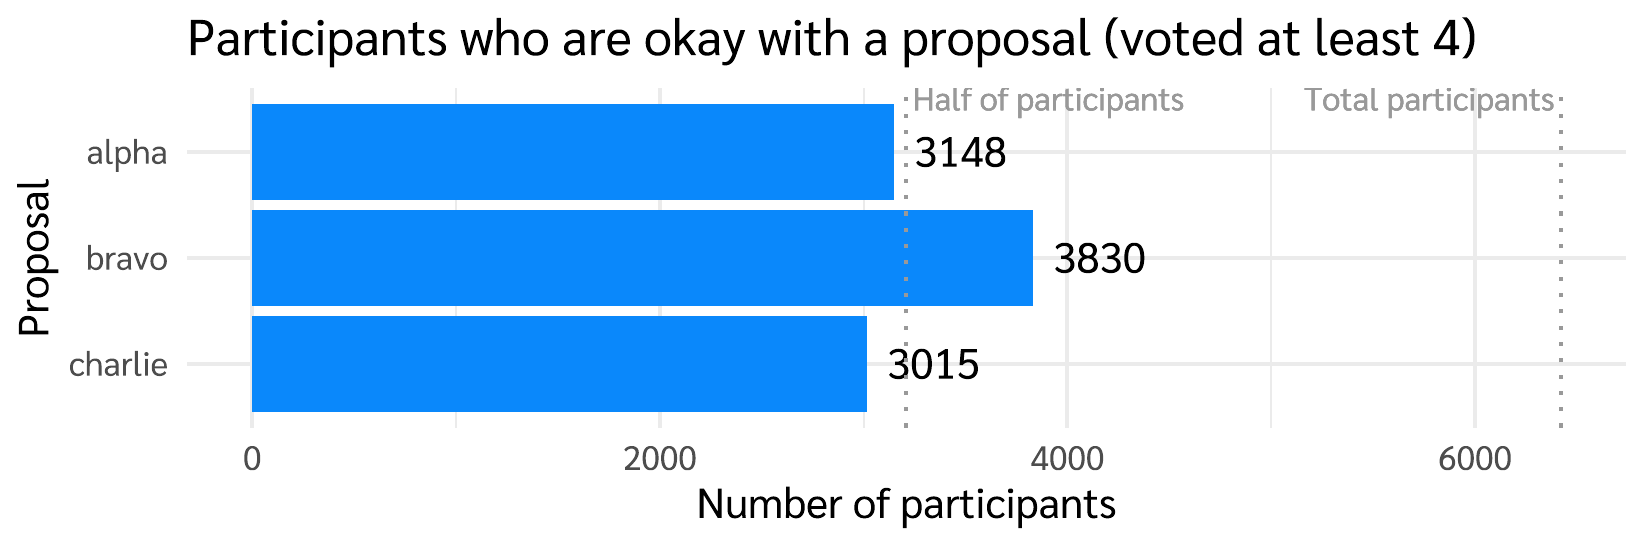 Participants who are okay with a proposal (voted at least 4)
Half of participants
Total participants
Proposal
alpha
3148
bravo
3830
charlie
3015
0
2000
4000
6000
Number of participants